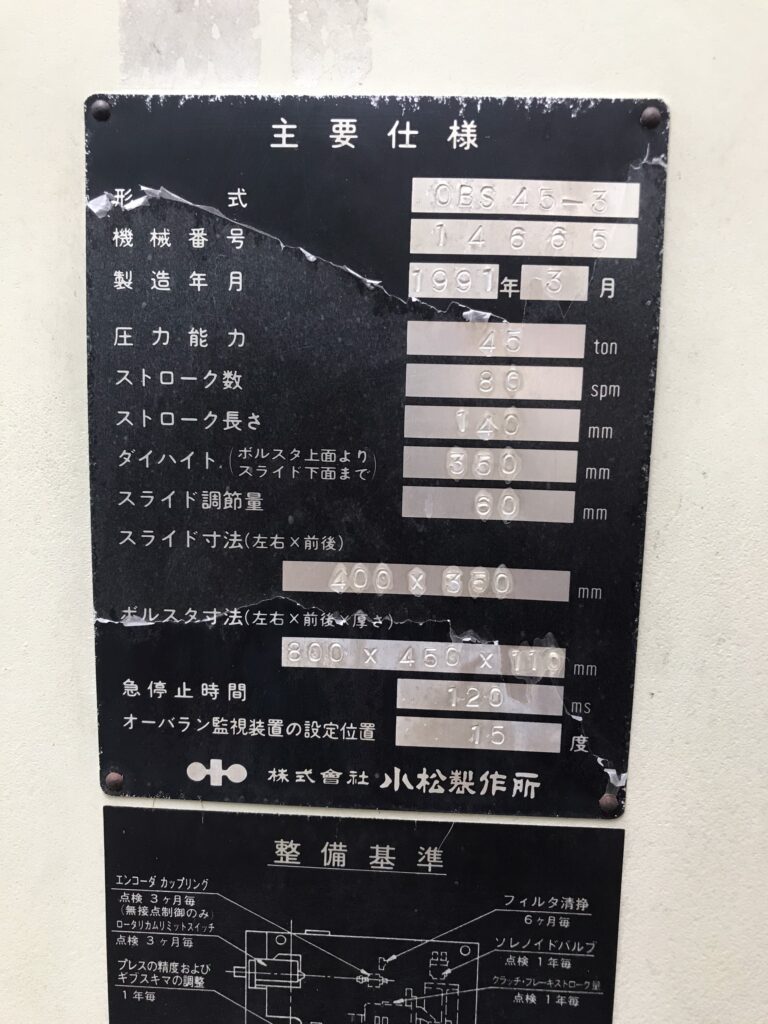 主要仕様
形式 OBS 45-3
機械番号 14665
製造年月 1991年 3月
圧力能力 45 ton
ストローク数 80 spm
ストローク長さ 140 mm
ダイハイト(ボルスタ上面より
スライド下面まで) 350 mm
スライド調節量 60 mm
スライド寸法(左右×前後)
400 x 350 mm
ボルスタ寸法(左右×前後×厚さ)
800 x 450 x 110 mm
急停止時間 120 ms
オーバラン監視装置の設定位置 15 度
株式會社 小松製作所
整備基準
エンコーダ カップリング
点検 3ヶ月毎
(無接点制御のみ)
ロータリカムリミットスイッチ
点検 3ヶ月毎
プレスの精度および
ギブスキマの調整
1年毎
フィルタ清掃
6ヶ月毎
ソレノイドバルブ
点検 1年毎
クラッチ・ブレーキストローク量
点検 1年毎